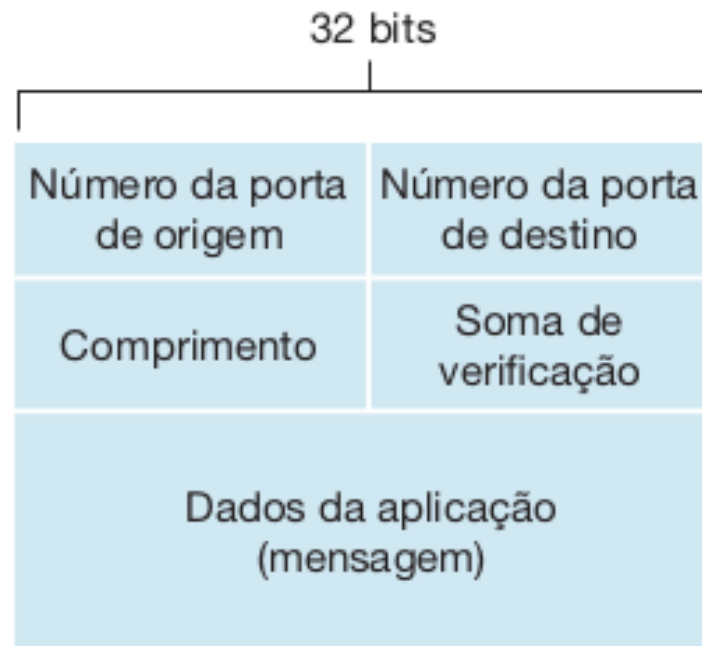 32 bits
Número da porta
de origem
Número da porta
de destino
Comprimento
Soma de
verificação
Dados da aplicação
(mensagem)